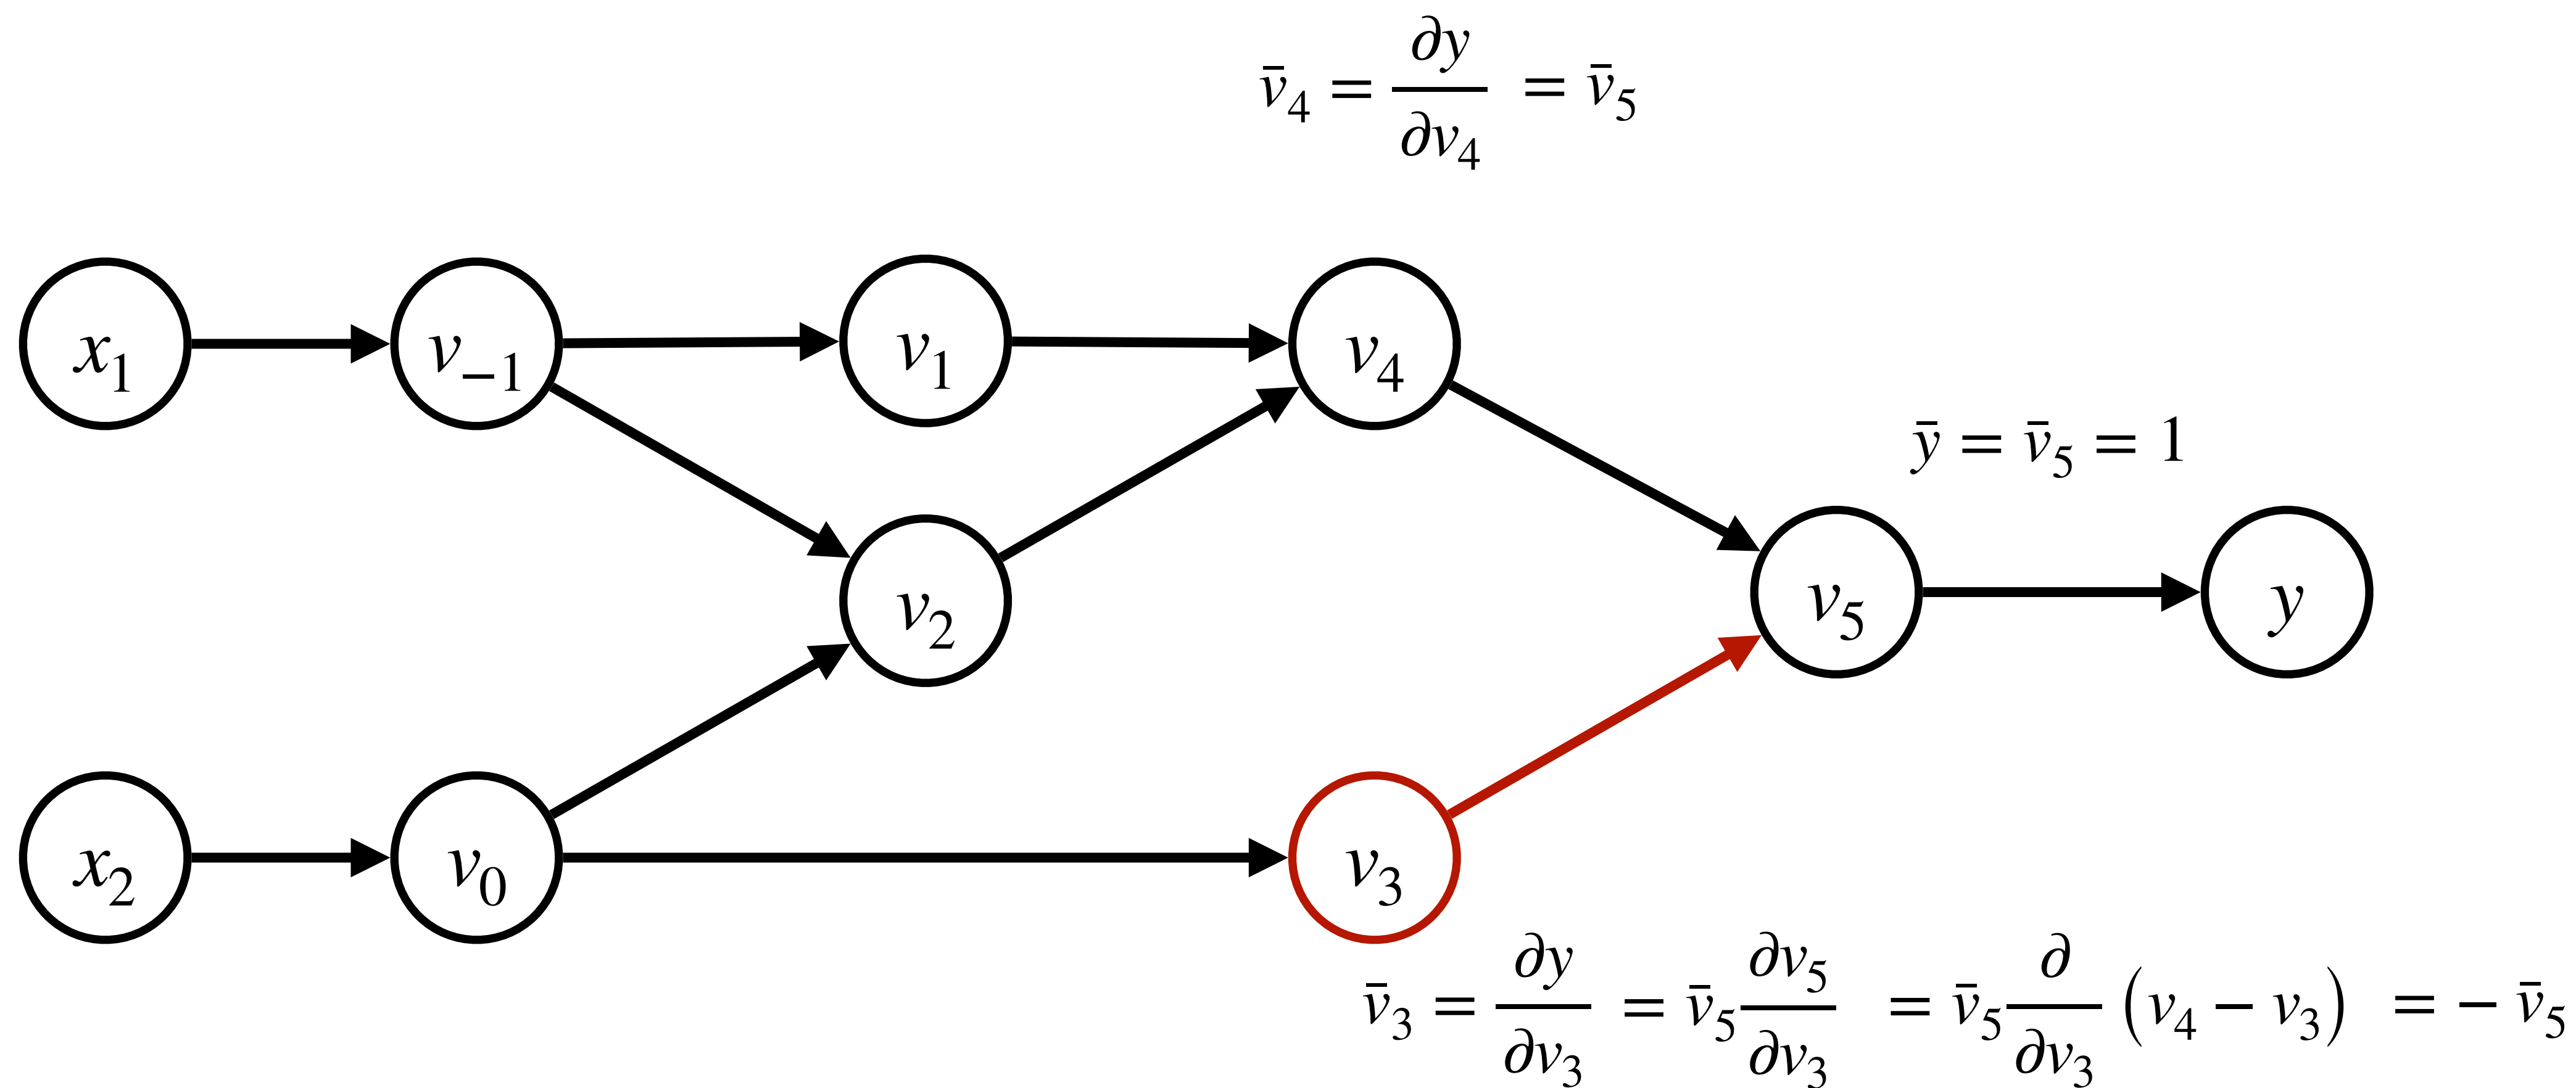 v̄₄ = ∂y/∂v₄ = v̄₅
x₁
v₋₁
v₁
v₄
ȳ = v̄₅ = 1
v₂
v₅
y
x₂
v₀
v₃
v̄₃ = ∂y/∂v₃ = v̄₅ ∂v₅/∂v₃ = v̄₅ ∂/∂v₃ (v₄ − v₃) = − v̄₅